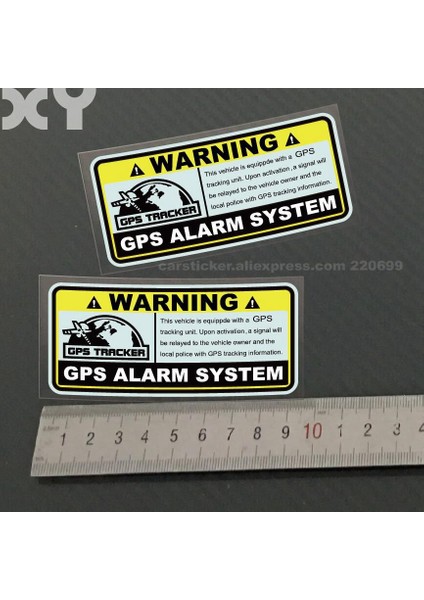 XY
WARNING
This vehicle is equippde with a GPS
tracking unit. Upon activation , a signal will
be relayed to the vehicle owner and the
local police with GPS tracking information.
GPS TRACKER
GPS ALARM SYSTEM
carsticker.aliexpress.com 220699
WARNING
This vehicle is equippde with a GPS
tracking unit. Upon activation , a signal will
be relayed to the vehicle owner and the
local police with GPS tracking information.
GPS TRACKER
GPS ALARM SYSTEM
1 2 3 4 5 6 7 8 9 10 1 2 3 4